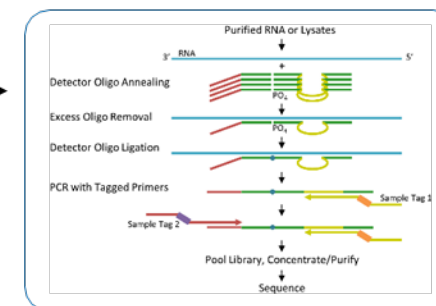 Purified RNA or Lysates
3' RNA 5'
+
Detector Oligo Annealing
PO₄
Excess Oligo Removal
PO₄
Detector Oligo Ligation
PCR with Tagged Primers
Sample Tag 1
Sample Tag 2
Pool Library, Concentrate/Purify
Sequence